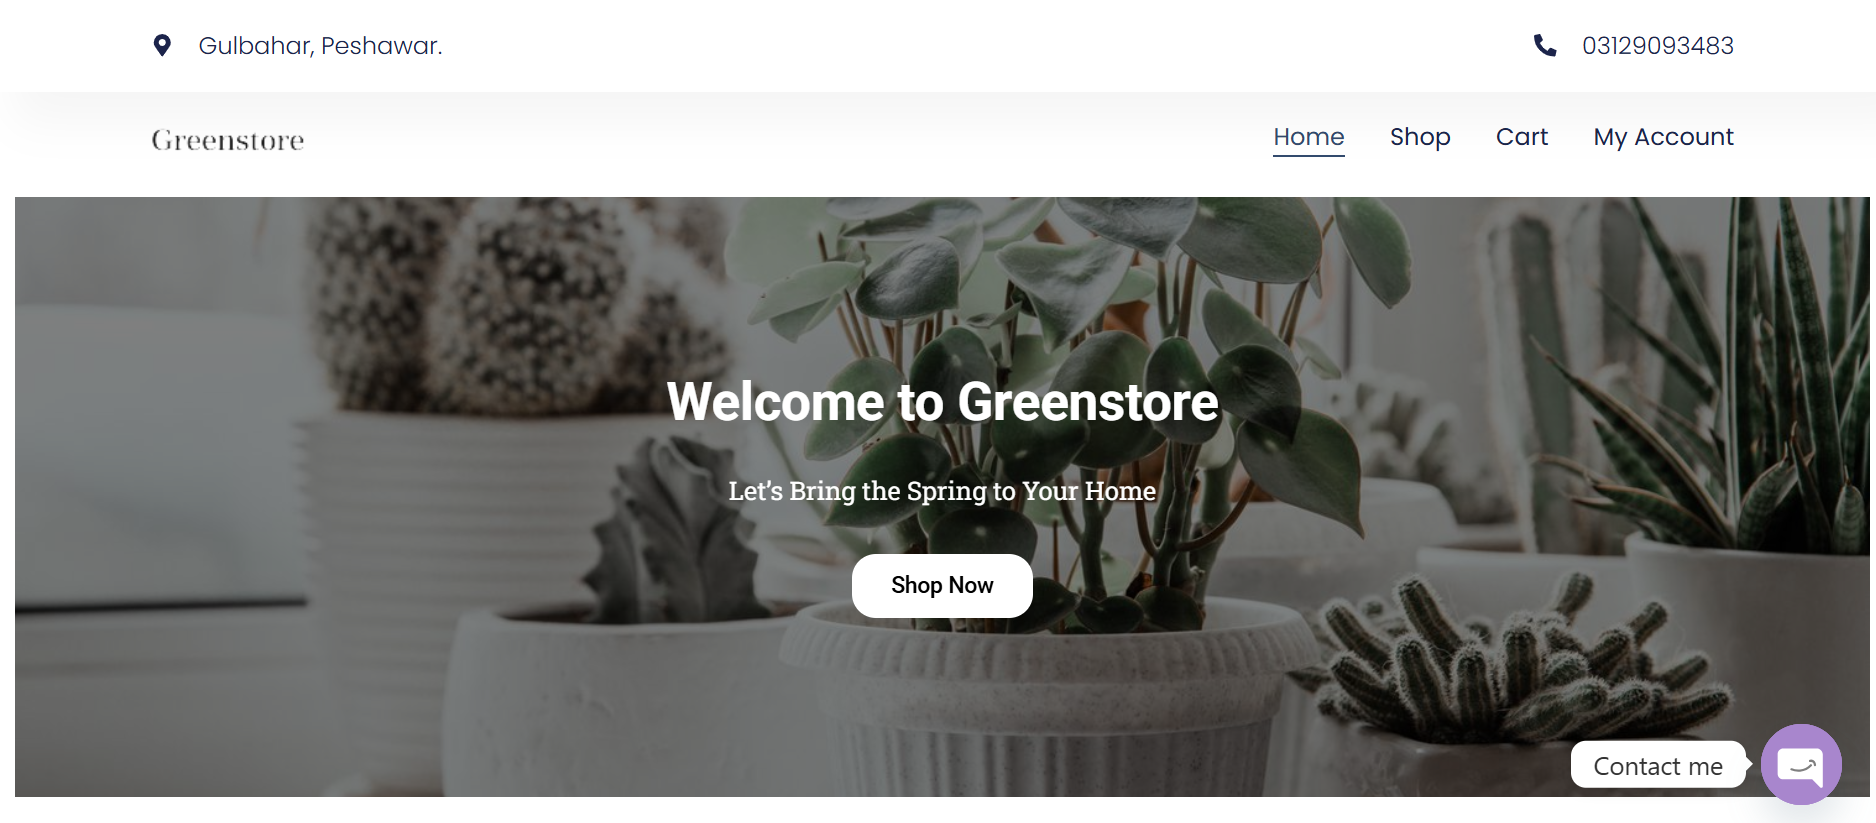 Gulbahar, Peshawar.
03129093483
Greenstore
Home
Shop
Cart
My Account
Welcome to Greenstore
Let’s Bring the Spring to Your Home
Shop Now
Contact me